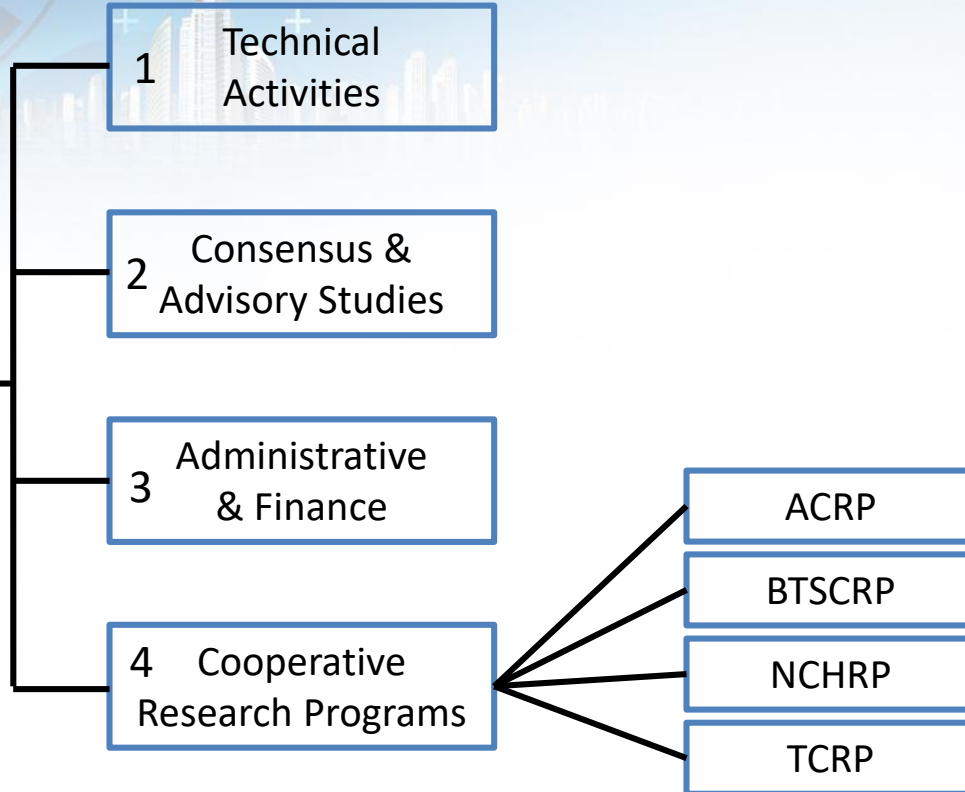 1 Technical
Activities
2 Consensus &
Advisory Studies
3 Administrative
& Finance
4 Cooperative
Research Programs
ACRP
BTSCRP
NCHRP
TCRP